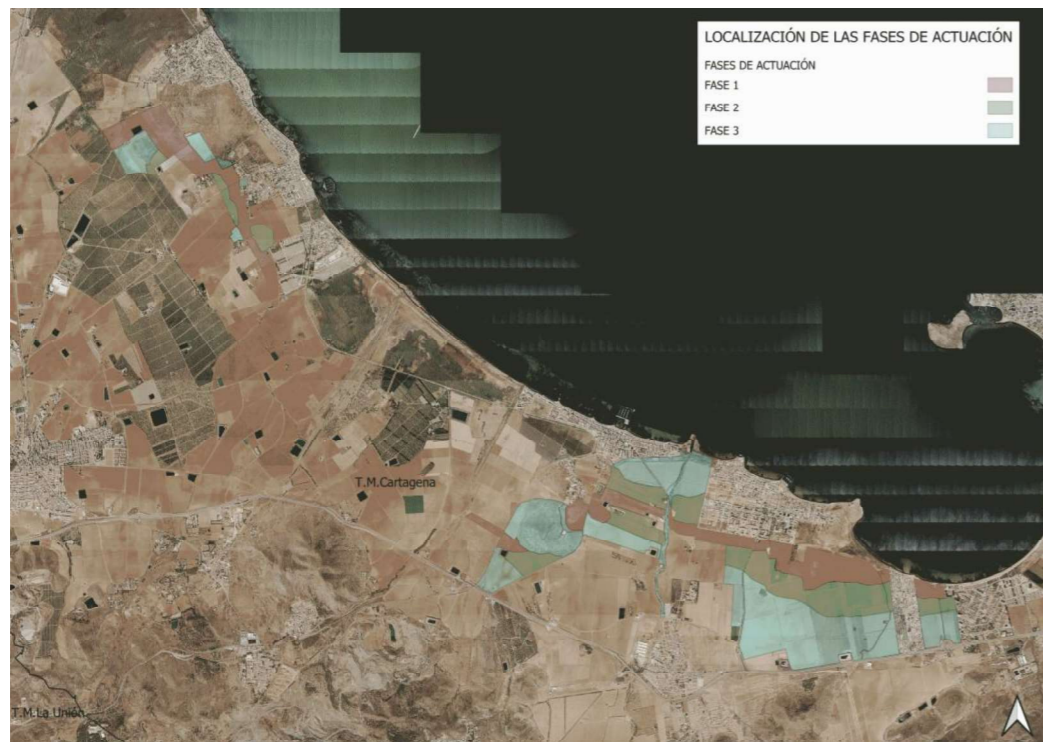 LOCALIZACIÓN DE LAS FASES DE ACTUACIÓN
FASES DE ACTUACIÓN
FASE 1
FASE 2
FASE 3
T.M.Cartagena
T.M.La Unión